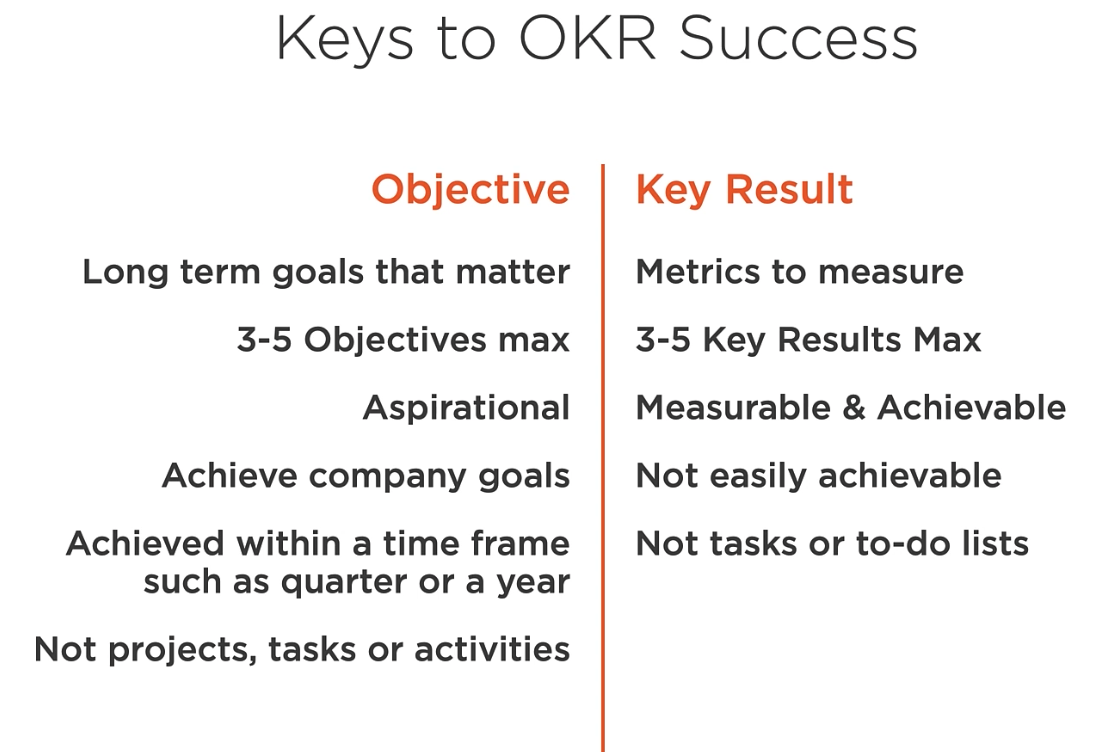 Keys to OKR Success
Objective
Long term goals that matter
3-5 Objectives max
Aspirational
Achieve company goals
Achieved within a time frame
such as quarter or a year
Not projects, tasks or activities
Key Result
Metrics to measure
3-5 Key Results Max
Measurable & Achievable
Not easily achievable
Not tasks or to-do lists